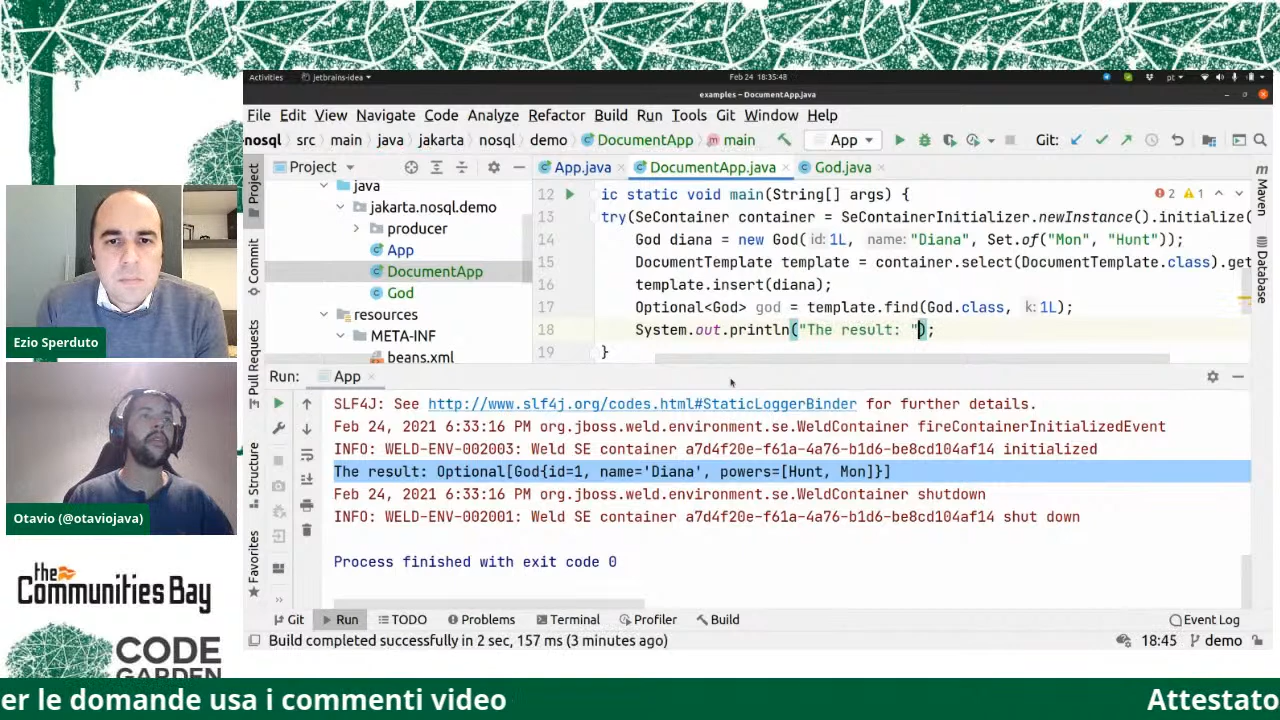 Activities jetbrains-idea Feb 24 18:35:48 pt
examples – DocumentApp.java
File Edit View Navigate Code Analyze Refactor Build Run Tools Git Window Help
nosql src main java jakarta nosql demo DocumentApp main App Git:
Project App.java DocumentApp.java God.java
java
jakarta.nosql.demo
producer
App
DocumentApp
God
resources
META-INF
beans.xml
12 ic static void main(String[] args) { 2 1
13 try(SeContainer container = SeContainerInitializer.newInstance().initialize(
14 God diana = new God( id: 1L, name: "Diana", Set.of("Mon", "Hunt"));
15 DocumentTemplate template = container.select(DocumentTemplate.class).get
16 template.insert(diana);
17 Optional<God> god = template.find(God.class, k: 1L);
18 System.out.println("The result: ");
19 }
Run: App
SLF4J: See http://www.slf4j.org/codes.html#StaticLoggerBinder for further details.
Feb 24, 2021 6:33:16 PM org.jboss.weld.environment.se.WeldContainer fireContainerInitializedEvent
INFO: WELD-ENV-002003: Weld SE container a7d4f20e-f61a-4a76-b1d6-be8cd104af14 initialized
The result: Optional[God{id=1, name='Diana', powers=[Hunt, Mon]}]
Feb 24, 2021 6:33:16 PM org.jboss.weld.environment.se.WeldContainer shutdown
INFO: WELD-ENV-002001: Weld SE container a7d4f20e-f61a-4a76-b1d6-be8cd104af14 shut down
Process finished with exit code 0
Git Run TODO Problems Terminal Profiler Build Event Log
Build completed successfully in 2 sec, 157 ms (3 minutes ago) 18:45 demo
Project
Commit
Pull Requests
Structure
Favorites
Maven
Database
Ezio Sperduto
Otavio (@otaviojava)
the
Communities Bay
CODE
GARDEN
er le domande usa i commenti video Attestato